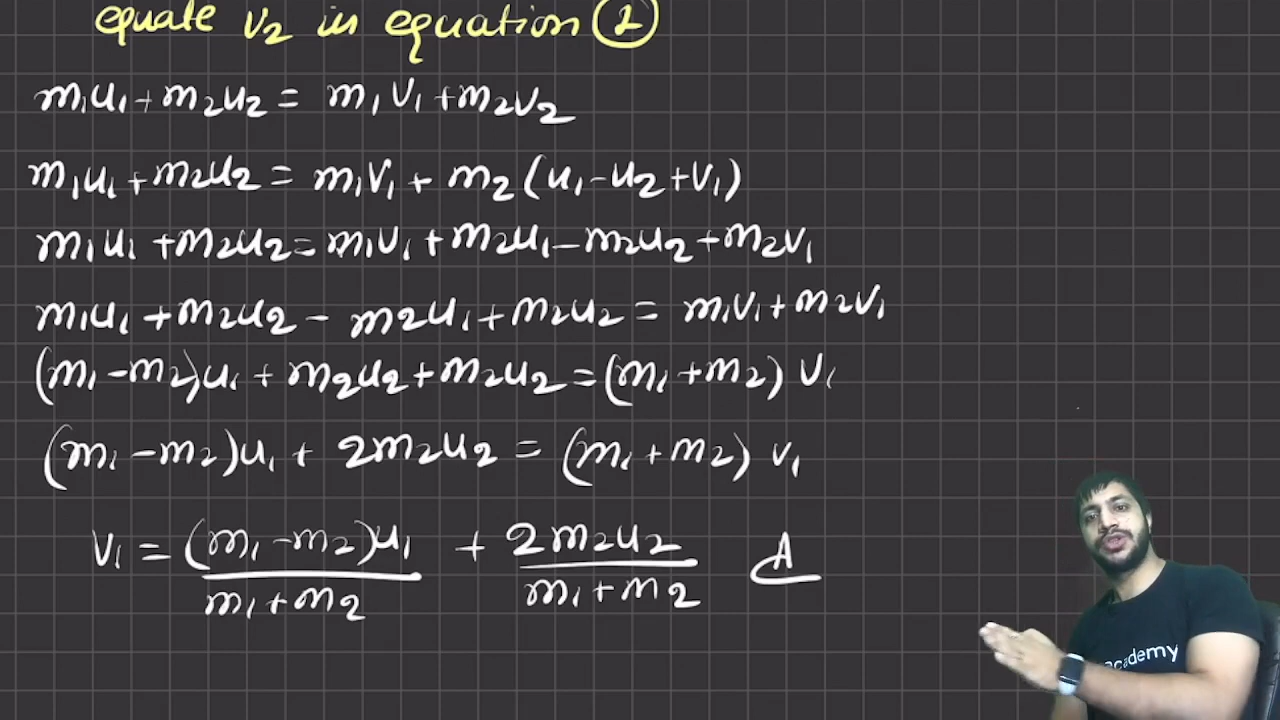 equate v2 in equation 1
m1u1+m2u2 = m1v1+m2v2
m1u1+m2u2 = m1v1 + m2(u1-u2+v1)
m1u1+m2u2 = m1v1+m2u1-m2u2+m2v1
m1u1+m2u2 - m2u1+m2u2 = m1v1+m2v1
(m1-m2)u1+m2u2+m2u2=(m1+m2) v1
(m1-m2)u1+ 2m2u2 = (m1+m2) v1
v1 = (m1-m2)u1/m1+m2 + 2m2u2/m1+m2 A
cademy